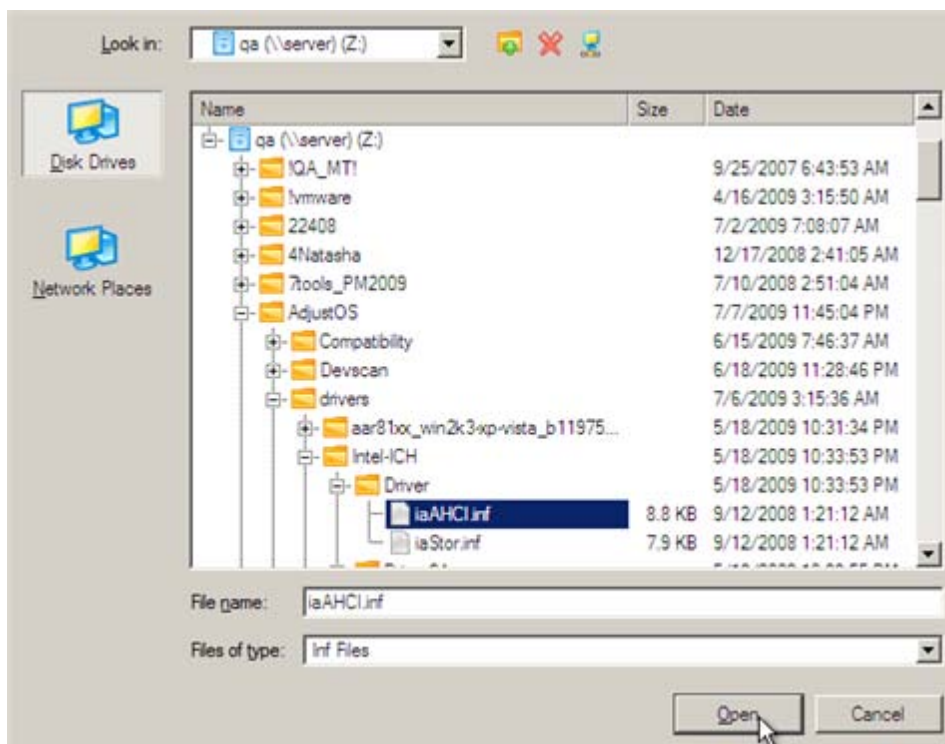 Look in: qa (\\server) (Z:)
Disk Drives
Network Places
Name Size Date
qa (\\server) (Z:)
!QA_MT! 9/25/2007 6:43:53 AM
!vmware 4/16/2009 3:15:50 AM
22408 7/2/2009 7:08:07 AM
4Natasha 12/17/2008 2:41:05 AM
7tools_PM2009 7/10/2008 2:51:04 AM
AdjustOS 7/7/2009 11:45:04 PM
Compatibility 6/15/2009 7:46:37 AM
Devscan 6/18/2009 11:28:46 PM
drivers 7/6/2009 3:15:36 AM
aar81xx_win2k3-xp-vista_b11975... 5/18/2009 10:31:34 PM
Intel-ICH 5/18/2009 10:33:53 PM
Driver 5/18/2009 10:33:53 PM
iaAHCI.inf 8.8 KB 9/12/2008 1:21:12 AM
iaStor.inf 7.9 KB 9/12/2008 1:21:12 AM
File name: iaAHCI.inf
Files of type: Inf Files
Open Cancel